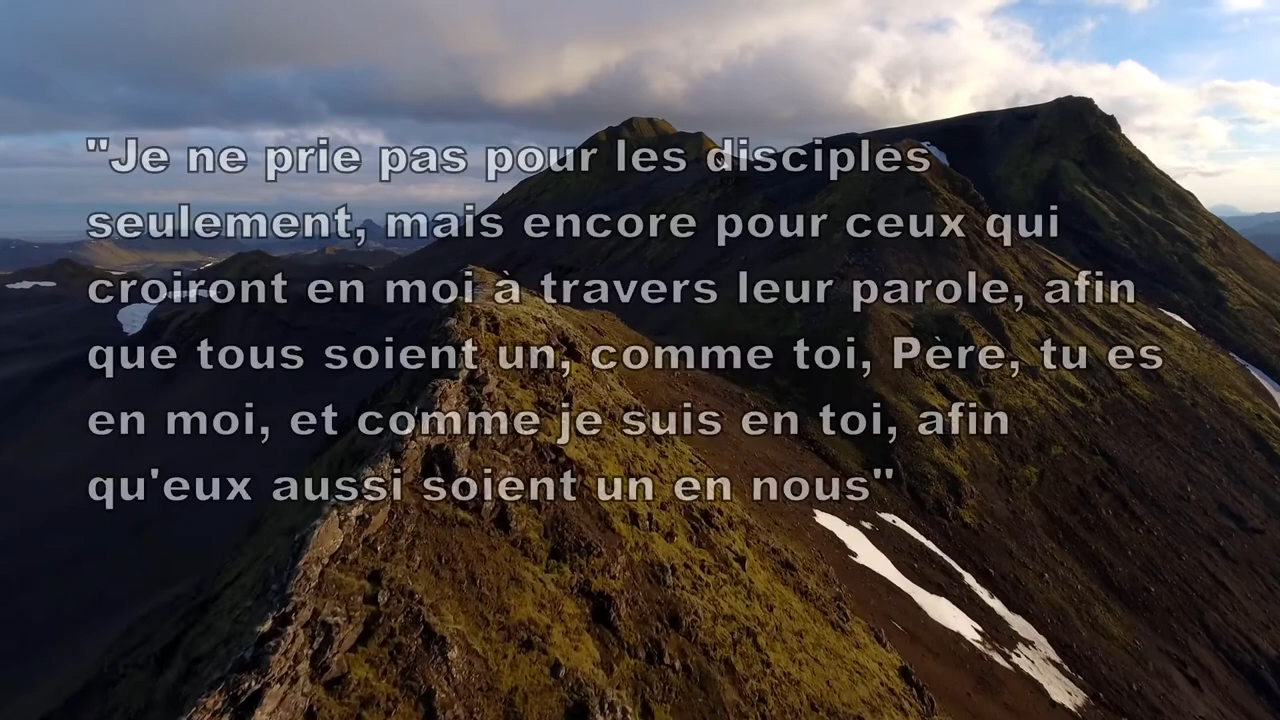 "Je ne prie pas pour les disciples
seulement, mais encore pour ceux qui
croiront en moi à travers leur parole, afin
que tous soient un, comme toi, Père, tu es
en moi, et comme je suis en toi, afin
qu'eux aussi soient un en nous"